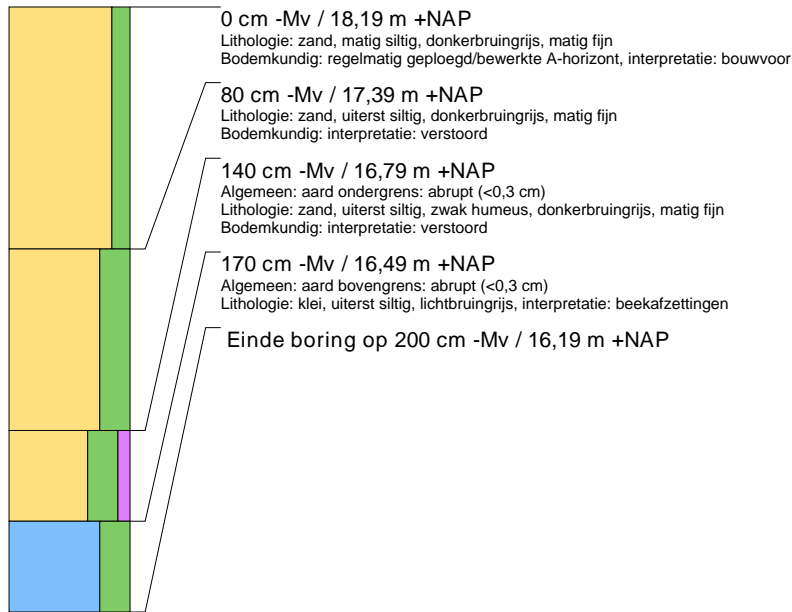 0 cm -Mv / 18,19 m +NAP
Lithologie: zand, matig siltig, donkerbruingrijs, matig fijn
Bodemkundig: regelmatig geploegd/bewerkte A-horizont, interpretatie: bouwvoor
80 cm -Mv / 17,39 m +NAP
Lithologie: zand, uiterst siltig, donkerbruingrijs, matig fijn
Bodemkundig: interpretatie: verstoord
140 cm -Mv / 16,79 m +NAP
Algemeen: aard ondergrens: abrupt (<0,3 cm)
Lithologie: zand, uiterst siltig, zwak humeus, donkerbruingrijs, matig fijn
Bodemkundig: interpretatie: verstoord
170 cm -Mv / 16,49 m +NAP
Algemeen: aard bovengrens: abrupt (<0,3 cm)
Lithologie: klei, uiterst siltig, lichtbruingrijs, interpretatie: beekafzettingen
Einde boring op 200 cm -Mv / 16,19 m +NAP